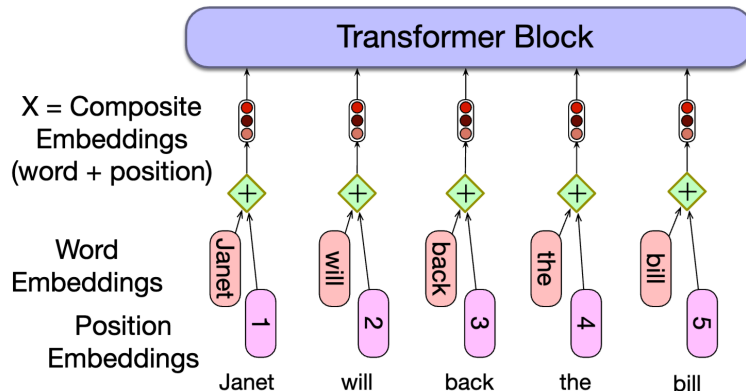 Transformer Block
X = Composite
Embeddings
(word + position)
+ + + + +
Word
Embeddings
Janet will back the bill
Position
Embeddings
1 2 3 4 5
Janet will back the bill